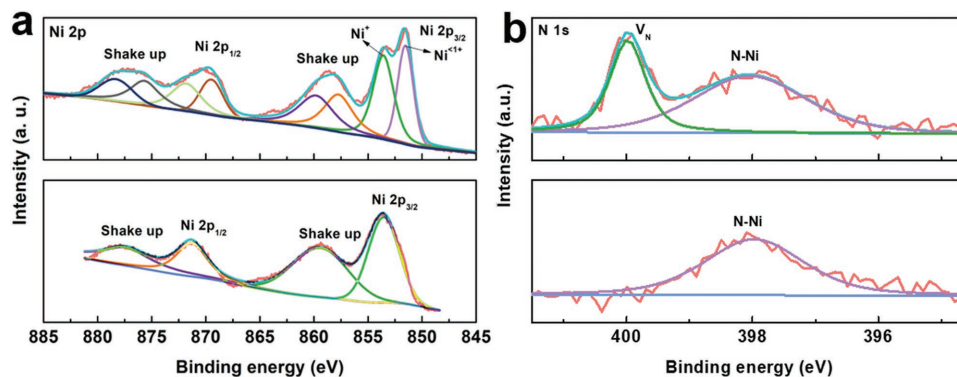 a
Ni 2p
Shake up
Ni 2p1/2
Shake up
Ni+
Ni 2p3/2
Ni<1+
Shake up
Ni 2p1/2
Shake up
Ni 2p3/2
Intensity (a. u.)
885 880 875 870 865 860 855 850 845
Binding energy (eV)
b
N 1s
VN
N-Ni
N-Ni
Intensity (a.u.)
400 398 396
Binding energy (eV)